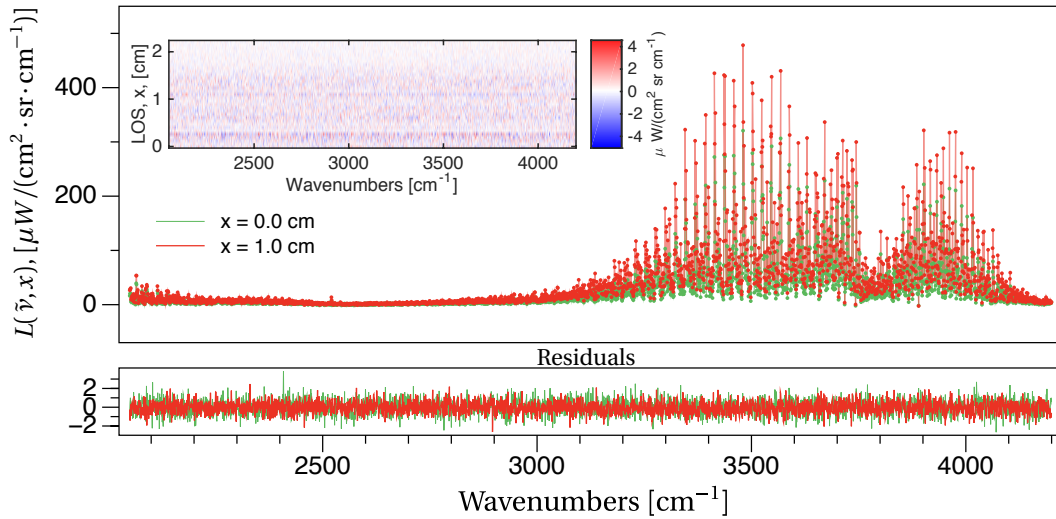 L(ṽ, x), [μW/(cm² · sr · cm⁻¹)]
400
200
0
LOS, x, [cm]
2
1
0
2500 3000 3500 4000
Wavenumbers [cm⁻¹]
4
2
0
-2
-4
μ W/(cm² sr cm⁻¹)
x = 0.0 cm
x = 1.0 cm
Residuals
2
0
−2
2500 3000 3500 4000
Wavenumbers [cm⁻¹]